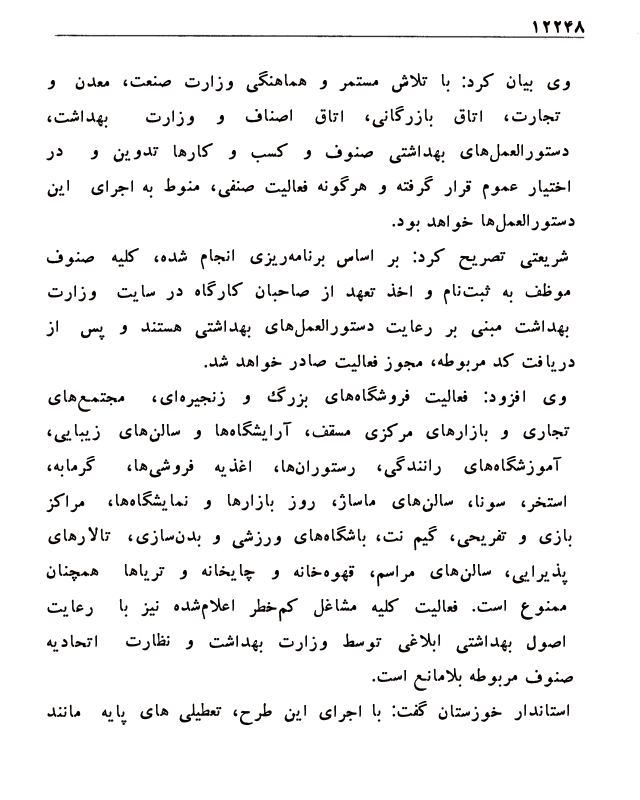 ۱۲۲۴۸
وی بیان کرد: با تلاش مستمر و هماهنگی وزارت صنعت، معدن و
تجارت، اتاق بازرگانی، اتاق اصناف و وزارت بهداشت،
دستورالعمل‌های بهداشتی صنوف و کسب و کارها تدوین و در
اختیار عموم قرار گرفته و هرگونه فعالیت صنفی، منوط به اجرای این
دستورالعمل‌ها خواهد بود.
شریعتی تصریح کرد: بر اساس برنامه‌ریزی انجام شده، کلیه صنوف
موظف به ثبت‌نام و اخذ تعهد از صاحبان کارگاه در سایت وزارت
بهداشت مبنی بر رعایت دستورالعمل‌های بهداشتی هستند و پس از
دریافت کد مربوطه، مجوز فعالیت صادر خواهد شد.
وی افزود: فعالیت فروشگاه‌های بزرگ و زنجیره‌ای، مجتمع‌های
تجاری و بازارهای مرکزی مسقف، آرایشگاه‌ها و سالن‌های زیبایی،
آموزشگاه‌های رانندگی، رستوران‌ها، اغذیه فروشی‌ها، گرمابه،
استخر، سونا، سالن‌های ماساژ، روز بازارها و نمایشگاه‌ها، مراکز
بازی و تفریحی، گیم نت، باشگاه‌های ورزشی و بدن‌سازی، تالارهای
پذیرایی، سالن‌های مراسم، قهوه‌خانه و چایخانه و تریاها همچنان
ممنوع است. فعالیت کلیه مشاغل کم‌خطر اعلام‌شده نیز با رعایت
اصول بهداشتی ابلاغی توسط وزارت بهداشت و نظارت اتحادیه
صنوف مربوطه بلامانع است.
استاندار خوزستان گفت: با اجرای این طرح، تعطیلی های پایه مانند